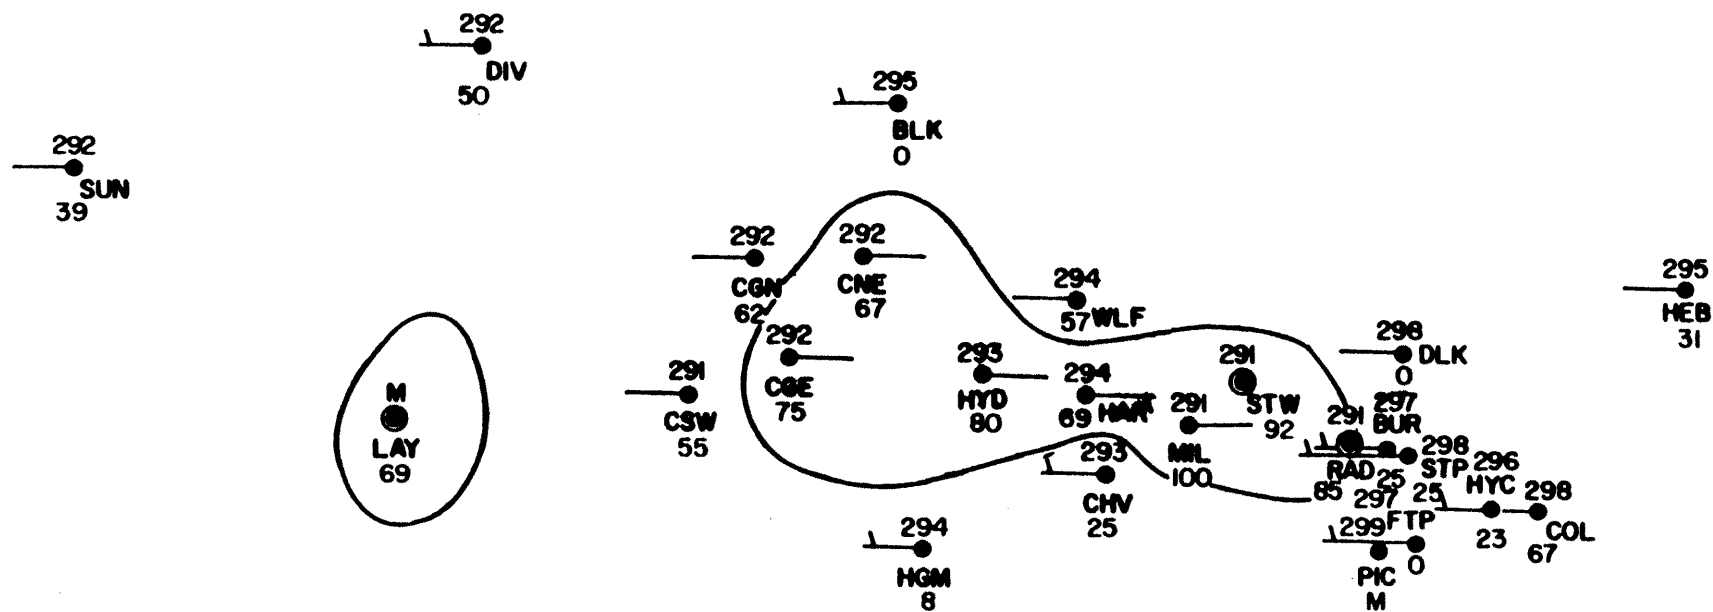 292
DIV
50
295
BLK
0
292
SUN
39
292
CGN
62
292
CNE
67
294
57 WLF
295
HEB
31
292
CGE
75
291
CSW
55
293
HYD
80
294
69 HAR
291
MIL
100
291
STW
92
298
DLK
0
M
LAY
69
297
BUR
25
291
RAD
85
298
STP
25
296
HYC
23
298
COL
67
293
CHV
25
297
FTP
0
299
PIC
M
294
HGM
8